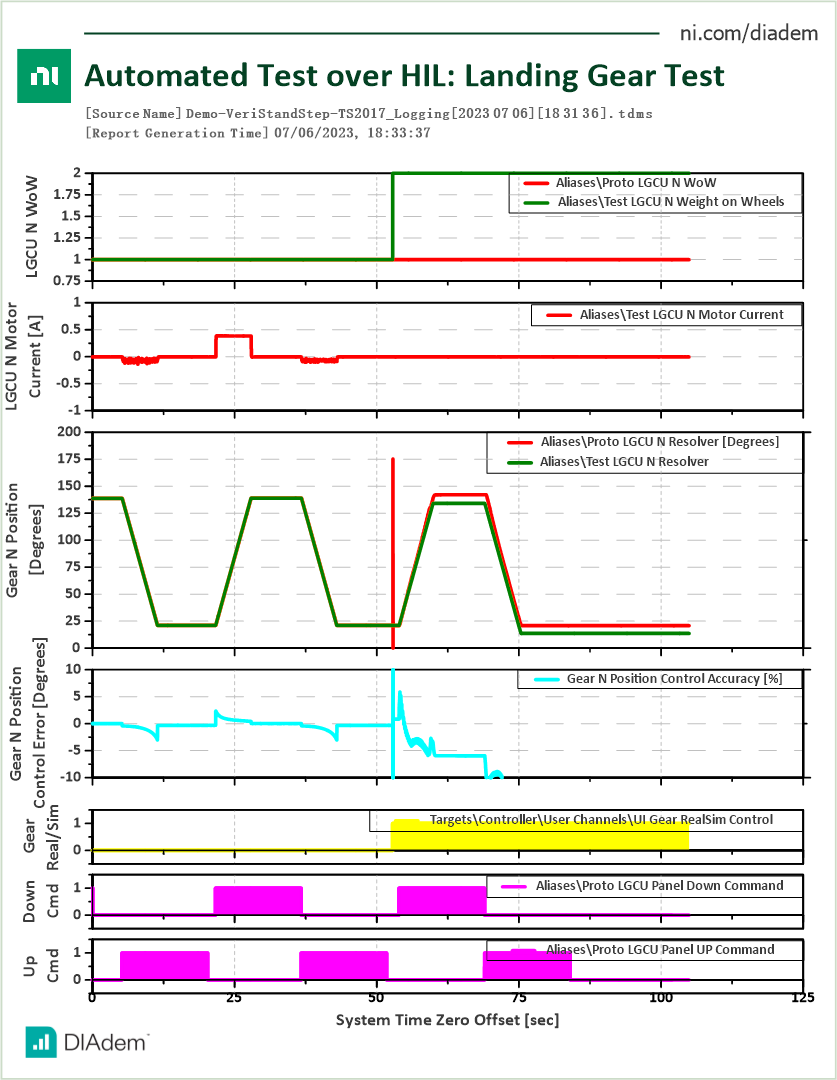 ni.com/diadem
ni
Automated Test over HIL: Landing Gear Test
[Source Name] Demo-VeriStandStep-TS2017_Logging[2023 07 06][18 31 36].tdms
[Report Generation Time] 07/06/2023, 18:33:37
LGCU N WoW
2
1.75
1.5
1.25
1
0.75
Aliases\Proto LGCU N WoW
Aliases\Test LGCU N Weight on Wheels
LGCU N Motor
Current [A]
1
0.5
0
-0.5
-1
Aliases\Test LGCU N Motor Current
Gear N Position
[Degrees]
200
175
150
125
100
75
50
25
0
Aliases\Proto LGCU N Resolver [Degrees]
Aliases\Test LGCU N Resolver
Gear N Position
Control Error [Degrees]
10
5
0
-5
-10
Gear N Position Control Accuracy [%]
Gear
Real/Sim
1
0
Targets\Controller\User Channels\UI Gear RealSim Control
Down
Cmd
1
0
Aliases\Proto LGCU Panel Down Command
Up
Cmd
1
0
Aliases\Proto LGCU Panel UP Command
0 25 50 75 100 125
System Time Zero Offset [sec]
DIAdem™